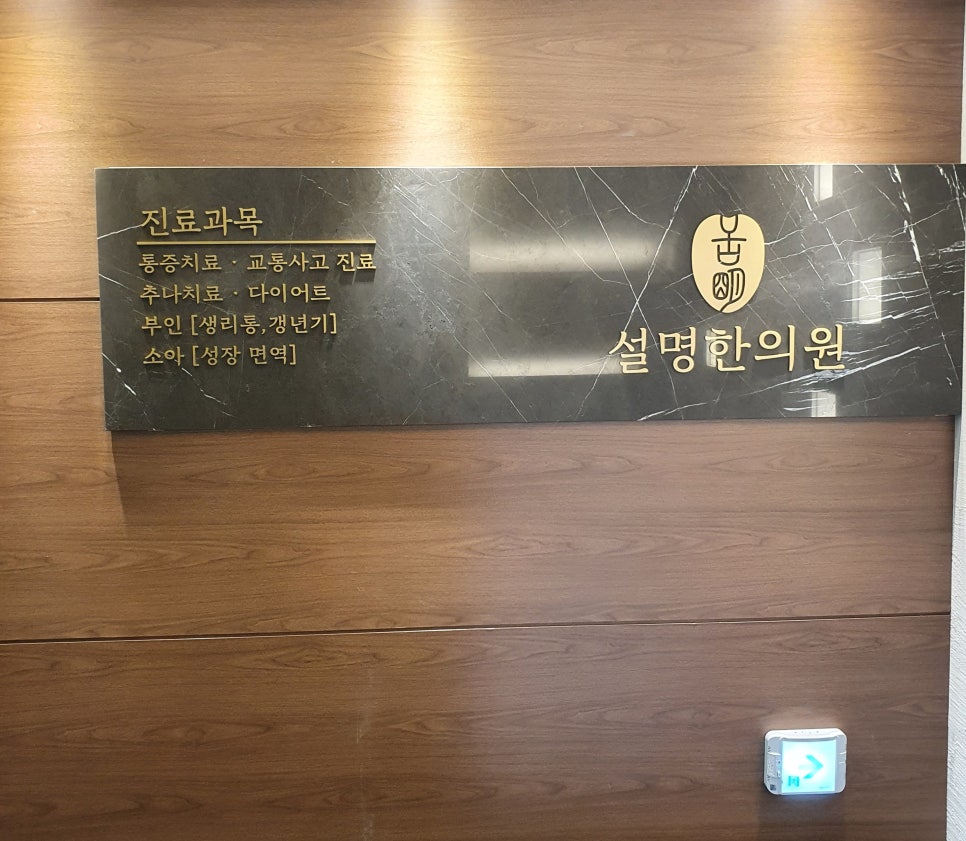 진료과목
통증치료 · 교통사고 진료
추나치료 · 다이어트
부인 [생리통,갱년기]
소아 [성장 면역]
설명한의원